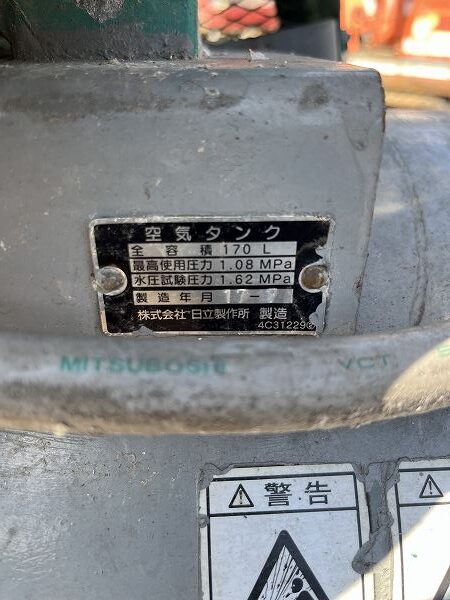 空気タンク
全容積 170 L
最高使用圧力 1.08 MPa
水圧試験圧力 1.62 MPa
製造年月
株式会社 日立製作所 製造
4C31229
MITSUBOSHI VCT
警告